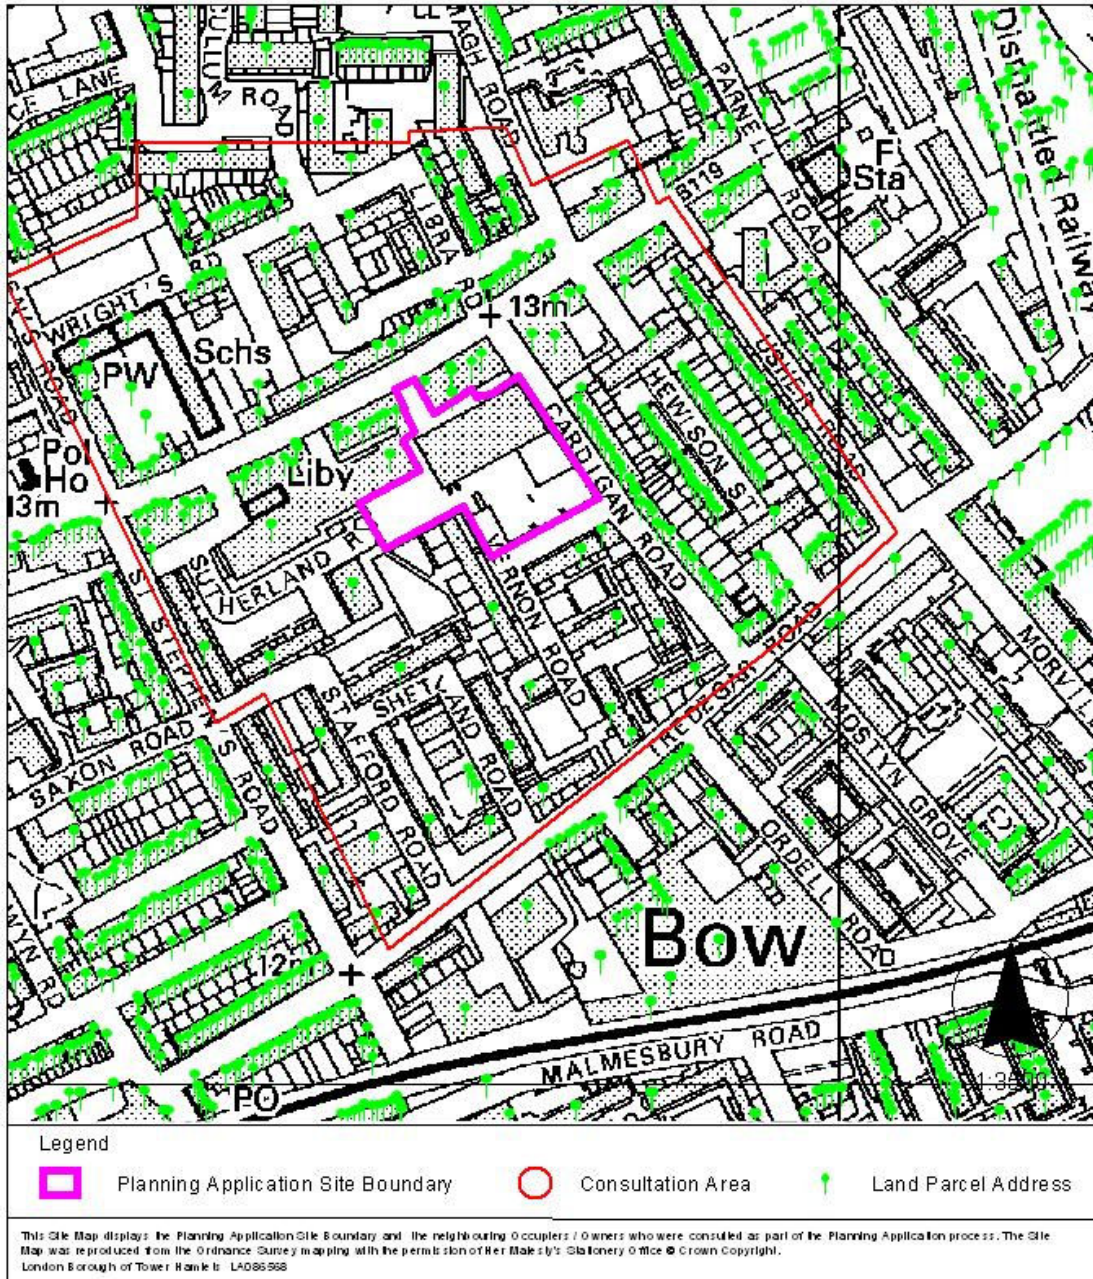 CE LANE
ROAD
MAGH ROAD
PARNELL ROAD
Dismantled Railway
Sta
B119
WRIGHT'S
RD
13m
Schs
PW
Pol
Ho
13m
Liby
HEWISON ST
CARDIGAN ROAD
SUTHERLAND RD
VERNON ROAD
ST STEPHEN'S ROAD
SAXON ROAD
STAFFORD ROAD
SHETLAND ROAD
MOSTYN GROVE
ORDELL ROAD
Bow
MALMESBURY ROAD
PO
Legend
Planning Application Site Boundary
Consultation Area
Land Parcel Address
This Site Map displays the Planning Application Site Boundary and the neighbouring Occupiers / Owners who were consulted as part of the Planning Application process. The Site
Map was reproduced from the Ordnance Survey mapping with the permission of Her Majesty's Stationery Office © Crown Copyright.
London Borough of Tower Hamlets LA086568